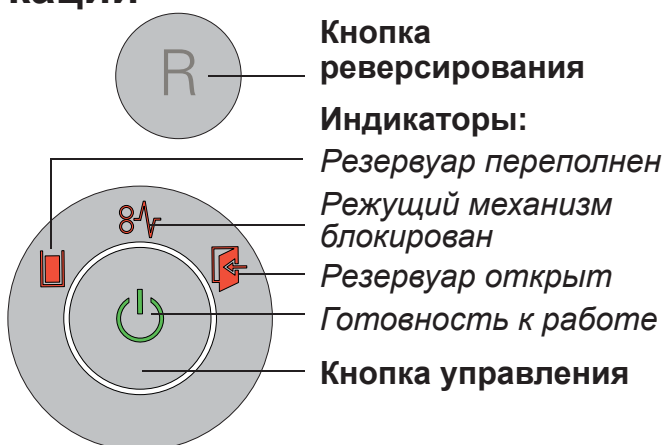 кации
R
Кнопка
реверсирования
Индикаторы:
Резервуар переполнен
Режущий механизм
блокирован
Резервуар открыт
Готовность к работе
Кнопка управления